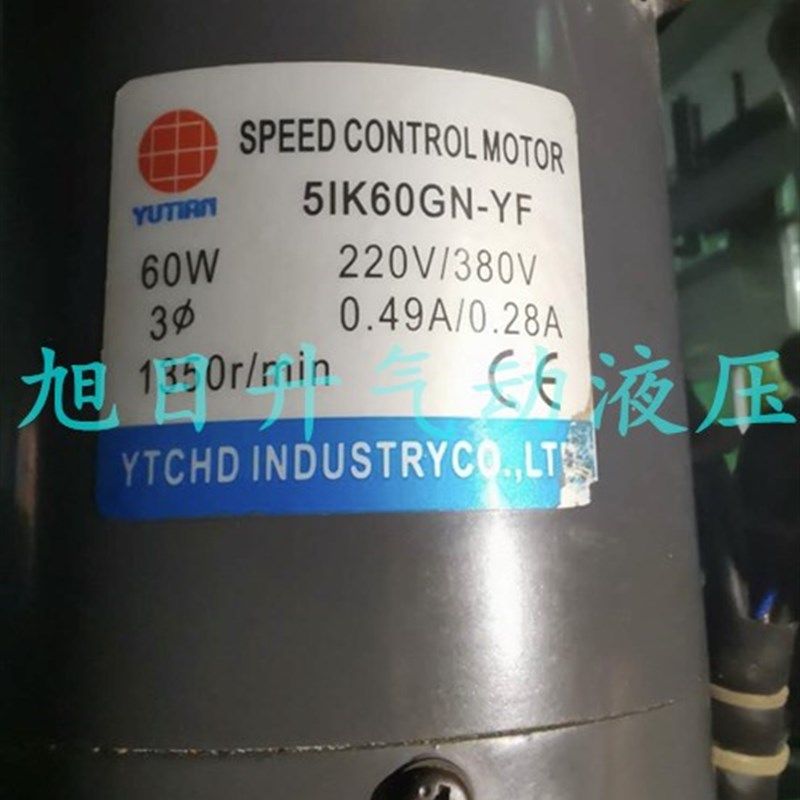 SPEED CONTROL MOTOR
YUTIAN
5IK60GN-YF
60W 220V/380V
3φ 0.49A/0.28A
1350r/min CE
旭日升气动液压
YTCHD INDUSTRYCO.,LT